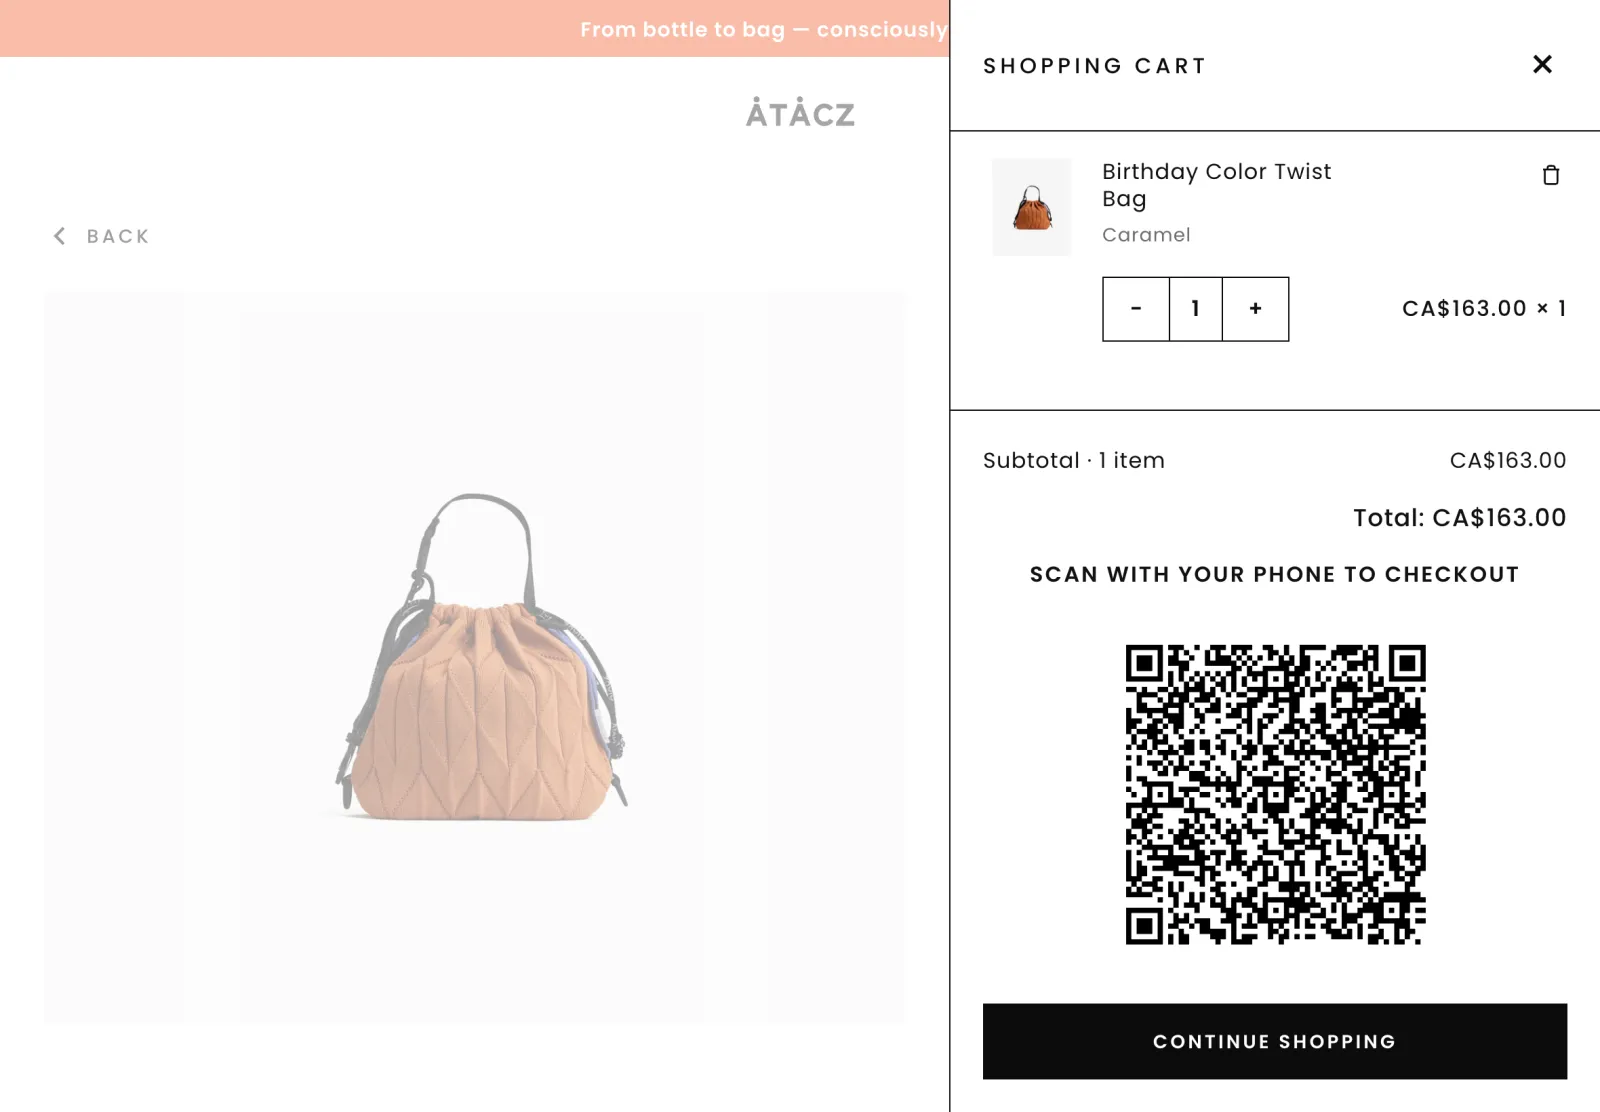 From bottle to bag — consciously
ȦTȦCZ
BACK
SHOPPING CART
Birthday Color Twist
Bag
Caramel
- 1 +
CA$163.00 × 1
Subtotal · 1 item
CA$163.00
Total: CA$163.00
SCAN WITH YOUR PHONE TO CHECKOUT
CONTINUE SHOPPING